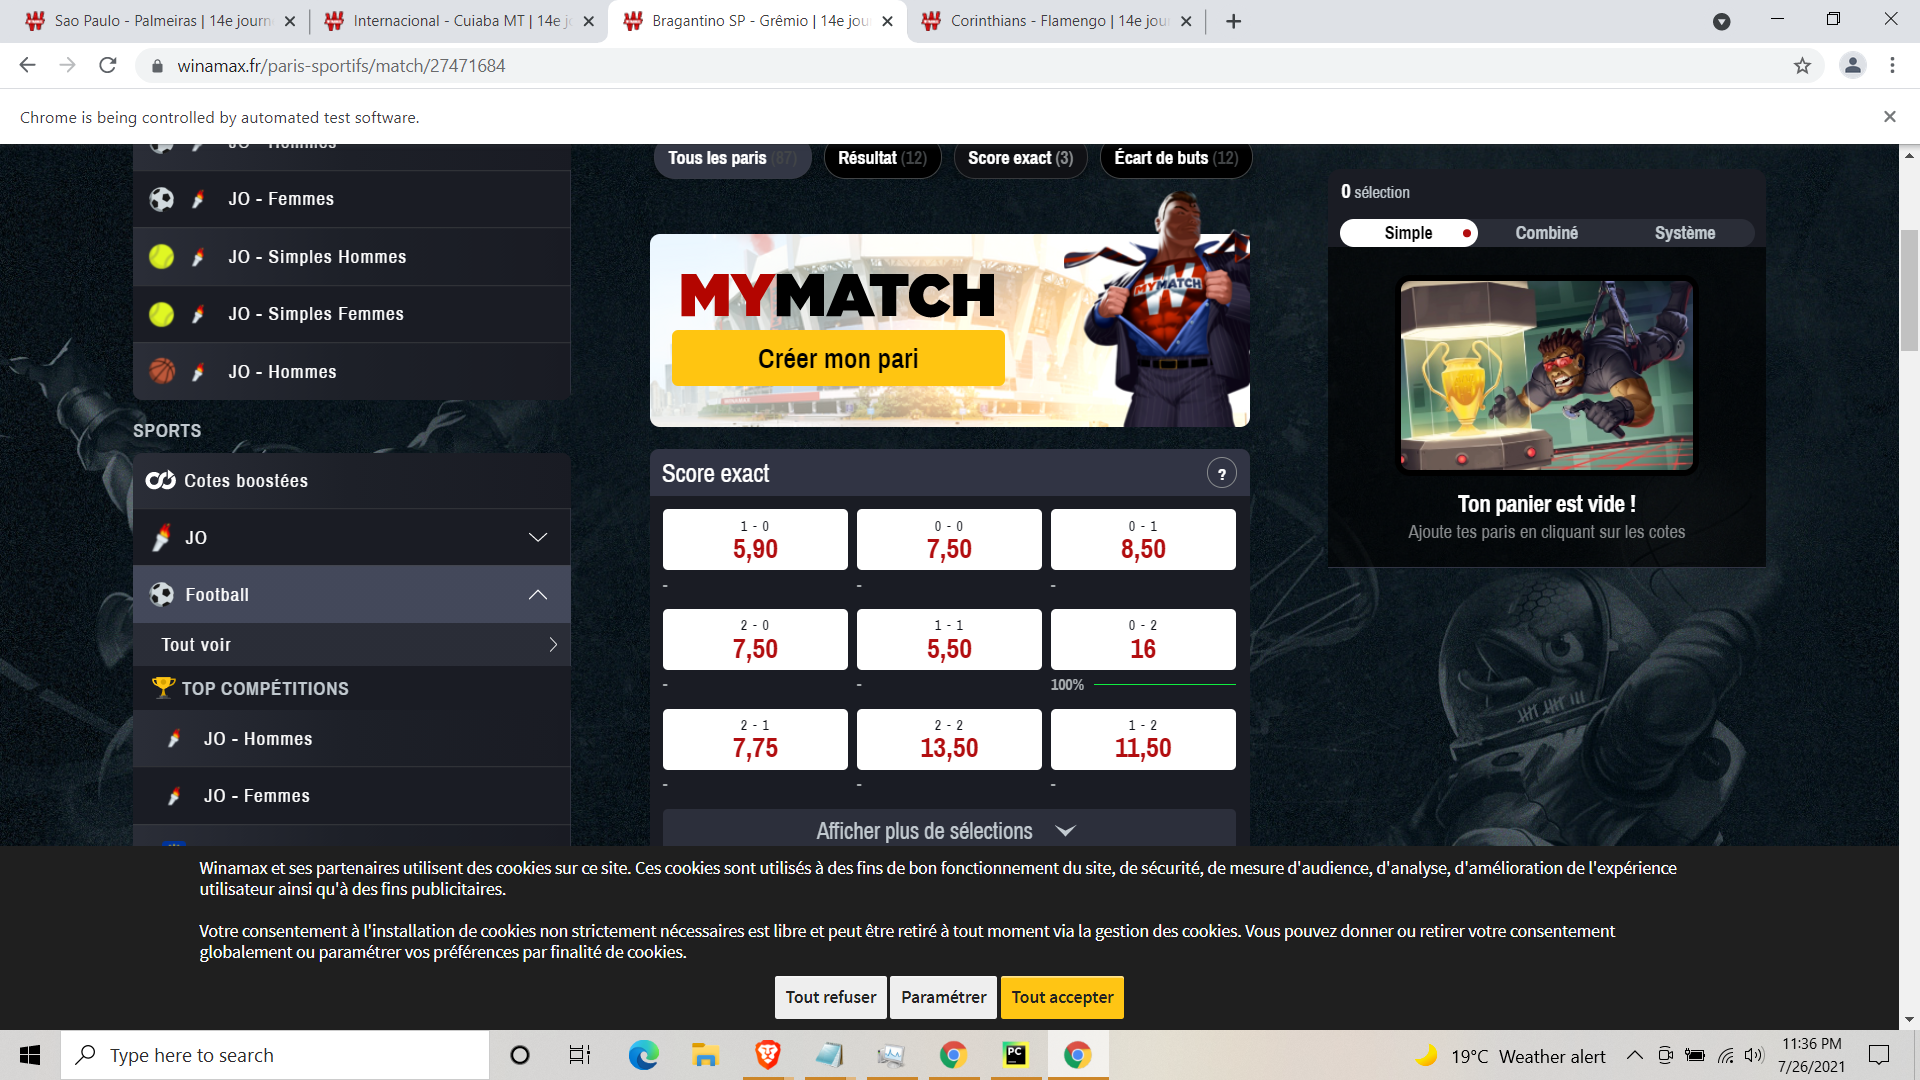 Sao Paulo - Palmeiras | 14e journ
Internacional - Cuiaba MT | 14e j
Bragantino SP - Grêmio | 14e jou
Corinthians - Flamengo | 14e jou
winamax.fr/paris-sportifs/match/27471684
Chrome is being controlled by automated test software.
JO - Hommes
JO - Femmes
JO - Simples Hommes
JO - Simples Femmes
JO - Hommes
SPORTS
Cotes boostées
JO
Football
Tout voir
TOP COMPÉTITIONS
JO - Hommes
JO - Femmes
Tous les paris (87)
Résultat (12)
Score exact (3)
Écart de buts (12)
MYMATCH
Créer mon pari
MYMATCH
Score exact
?
1 - 0
5,90
0 - 0
7,50
0 - 1
8,50
- - -
2 - 0
7,50
1 - 1
5,50
0 - 2
16
- - 100%
2 - 1
7,75
2 - 2
13,50
1 - 2
11,50
- - -
Afficher plus de sélections
0 sélection
Simple
Combiné
Système
Ton panier est vide !
Ajoute tes paris en cliquant sur les cotes
Winamax et ses partenaires utilisent des cookies sur ce site. Ces cookies sont utilisés à des fins de bon fonctionnement du site, de sécurité, de mesure d'audience, d'analyse, d'amélioration de l'expérience
utilisateur ainsi qu'à des fins publicitaires.
Votre consentement à l'installation de cookies non strictement nécessaires est libre et peut être retiré à tout moment via la gestion des cookies. Vous pouvez donner ou retirer votre consentement
globalement ou paramétrer vos préférences par finalité de cookies.
Tout refuser
Paramétrer
Tout accepter
Type here to search
PC
19°C Weather alert
11:36 PM
7/26/2021